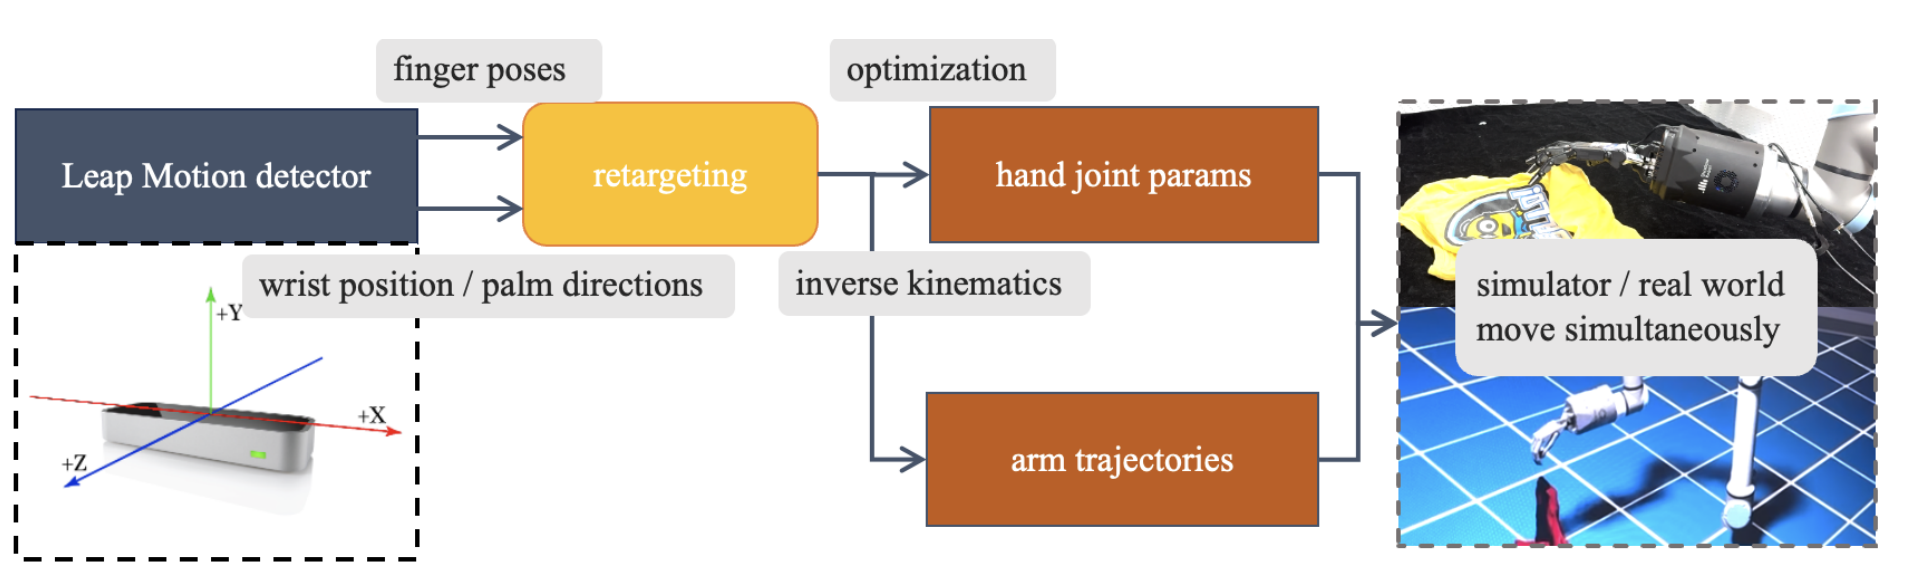 finger poses
optimization
Leap Motion detector
retargeting
hand joint params
wrist position / palm directions
inverse kinematics
simulator / real world
move simultaneously
+Y
+X
+Z
arm trajectories